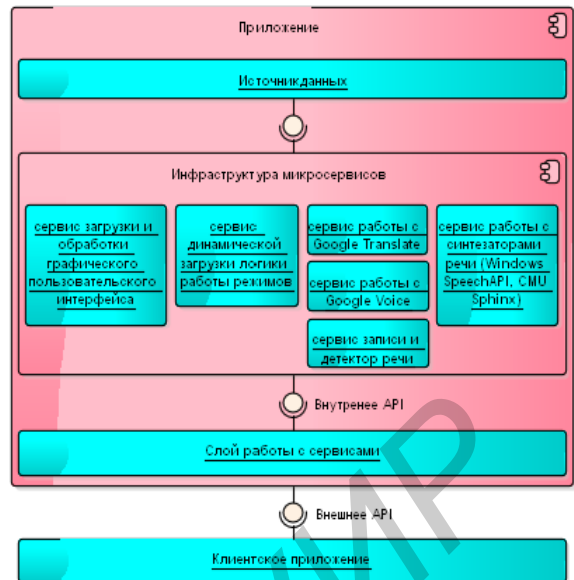 Приложение
Источникданных
Инфраструктура микросервисов
сервис загрузки и
обработки
графического
пользовательского
интерфейса
сервис
динамической
загрузки логики
работы режимов
сервис работы с
Google Translate
сервис работы с
Google Voice
сервис записи и
детектор речи
сервис работы с
синтезаторами
речи (Windows
SpeechAPI, CMU
Sphinx)
Внутренее API
Слой работы с сервисами
Внешнее API
Клиентское приложение
ИР